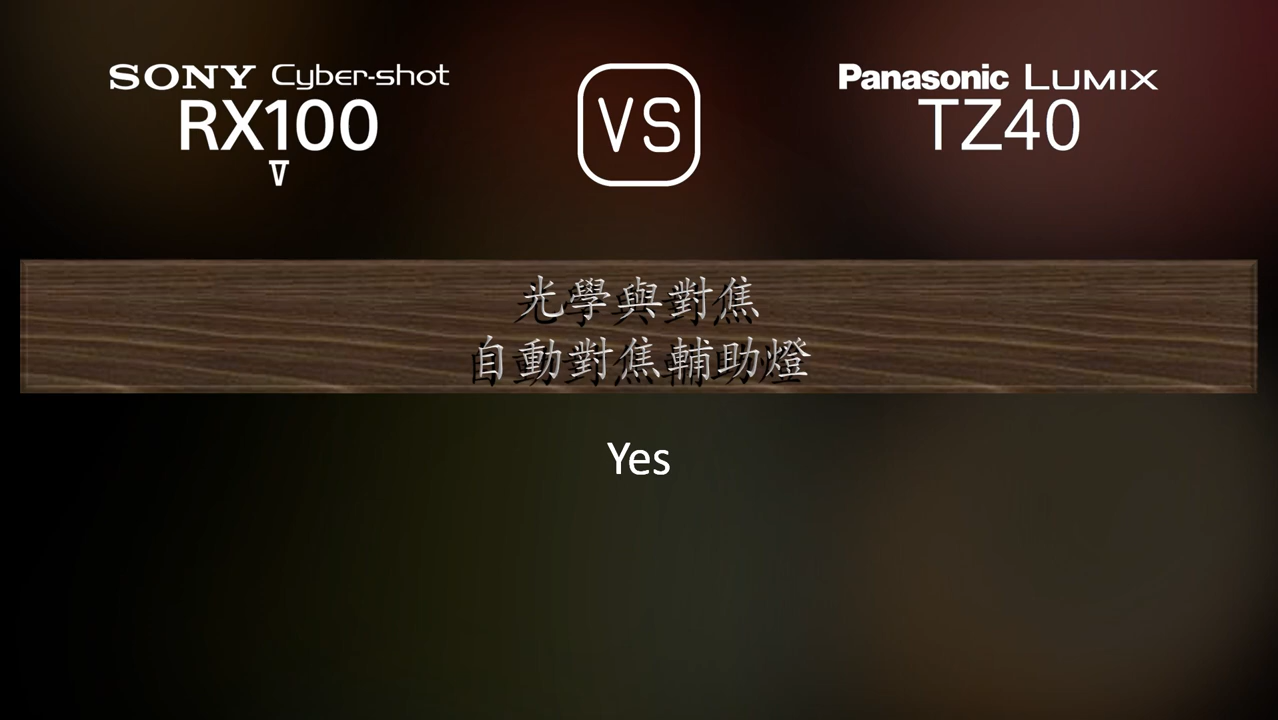 SONY Cyber-shot
RX100
V
VS
Panasonic LUMIX
TZ40
光學與對焦
自動對焦輔助燈
Yes